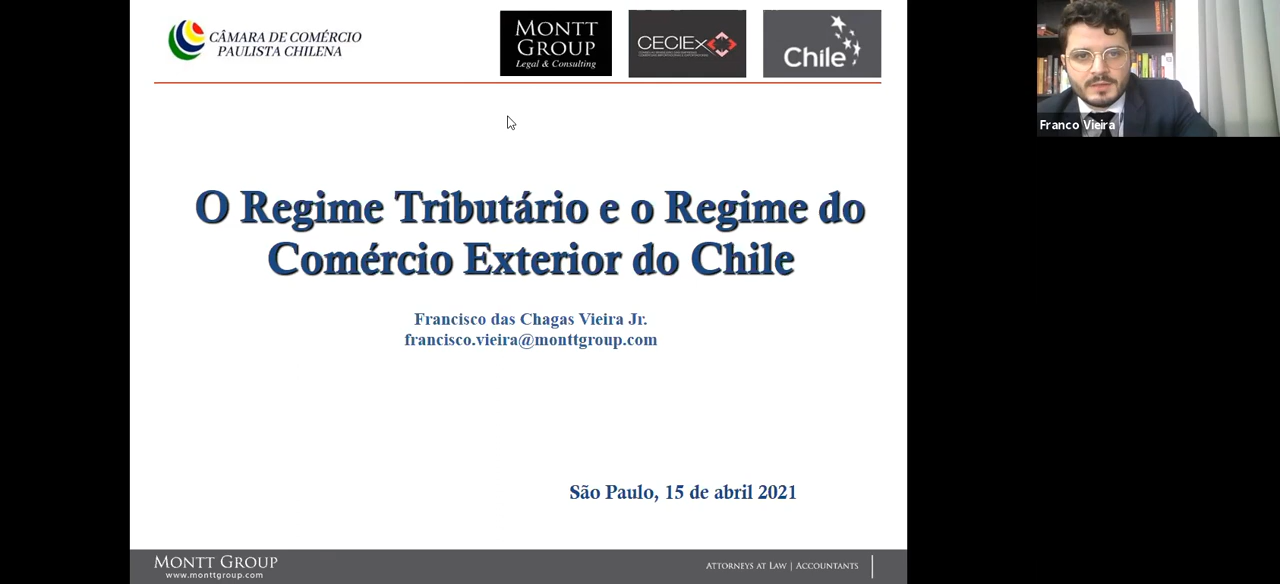 CÂMARA DE COMÉRCIO
PAULISTA CHILENA
MONTT
GROUP
Legal & Consulting
CECIEx
Chile
Franco Vieira
O Regime Tributário e o Regime do
Comércio Exterior do Chile
Francisco das Chagas Vieira Jr.
francisco.vieira@monttgroup.com
São Paulo, 15 de abril 2021
MONTT GROUP
www.monttgroup.com
ATTORNEYS AT LAW | ACCOUNTANTS